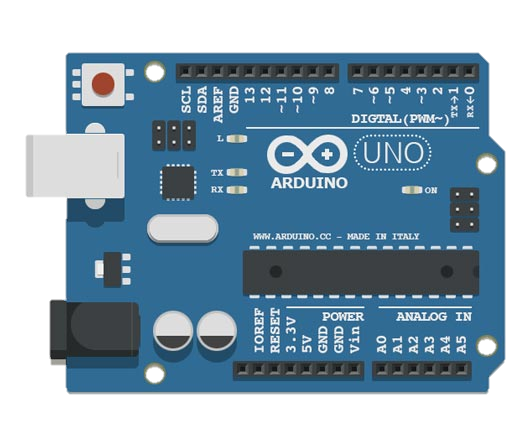 SCL
SDA
AREF
GND
13
12
~11
~10
~9
8
7
~6
~5
4
~3
2
TX→1
RX←0
DIGTAL(PWM~)
L
TX
RX
UNO
ARDUINO
ON
WWW.ARDUINO.CC - MADE IN ITALY
POWER
ANALOG IN
IOREF
RESET
3.3V
5V
GND
GND
Vin
A0
A1
A2
A3
A4
A5